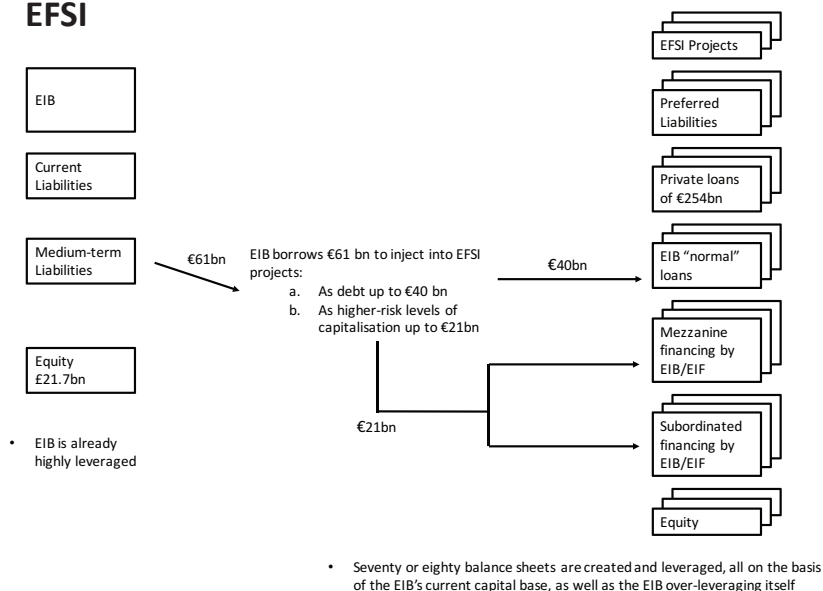 EFSI
EIB
Current
Liabilities
Medium-term
Liabilities
Equity
£21.7bn
• EIB is already
highly leveraged
€61bn
EIB borrows €61 bn to inject into EFSI
projects:
a. As debt up to €40 bn
b. As higher-risk levels of
capitalisation up to €21bn
€40bn
€21bn
EFSI Projects
Preferred
Liabilities
Private loans
of €254bn
EIB “normal”
loans
Mezzanine
financing by
EIB/EIF
Subordinated
financing by
EIB/EIF
Equity
• Seventy or eighty balance sheets are created and leveraged, all on the basis
of the EIB’s current capital base, as well as the EIB over-leveraging itself